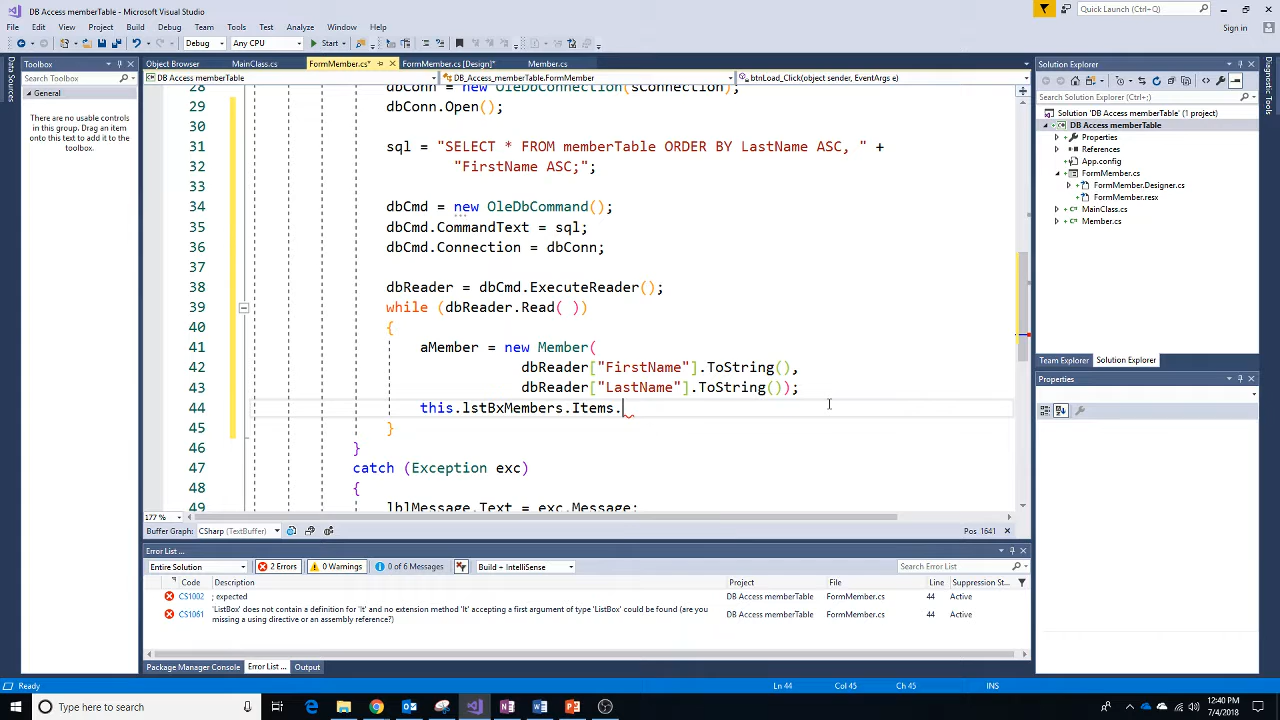 DB Access memberTable - Microsoft Visual Studio
Quick Launch (Ctrl+Q)
File Edit View Project Build Debug Team Tools Test Analyze Window Help
Sign in
Debug Any CPU Start
Data Sources
Toolbox
Search Toolbox
General
There are no usable controls
in this group. Drag an item
onto this text to add it to the
toolbox.
Object Browser MainClass.cs FormMember.cs* FormMember.cs [Design]* Member.cs
DB Access memberTable DB_Access_memberTable.FormMember btnLoad_Click(object sender, EventArgs e)
28 dbConn = new OleDbConnection(sConnection);
29 dbConn.Open();
30
31 sql = "SELECT * FROM memberTable ORDER BY LastName ASC, " +
32 "FirstName ASC;";
33
34 dbCmd = new OleDbCommand();
35 dbCmd.CommandText = sql;
36 dbCmd.Connection = dbConn;
37
38 dbReader = dbCmd.ExecuteReader();
39 while (dbReader.Read( ))
40 {
41 aMember = new Member(
42 dbReader["FirstName"].ToString(),
43 dbReader["LastName"].ToString());
44 this.lstBxMembers.Items.
45 }
46 }
47 catch (Exception exc)
48 {
49 lblMessage.Text = exc.Message;
177 %
Buffer Graph: CSharp (TextBuffer) Pos 1641
Error List ...
Entire Solution 2 Errors 0 Warnings 0 of 6 Messages Build + IntelliSense Search Error List
Code Description Project File Line Suppression St...
CS1002 ; expected DB Access memberTable FormMember.cs 44 Active
CS1061 'ListBox' does not contain a definition for 'It' and no extension method 'It' accepting a first argument of type 'ListBox' could be found (are you
missing a using directive or an assembly reference?) DB Access memberTable FormMember.cs 44 Active
Package Manager Console Error List ... Output
Solution Explorer
Search Solution Explorer (Ctrl+;)
Solution 'DB Access memberTable' (1 project)
DB Access memberTable
Properties
References
App.config
FormMember.cs
FormMember.Designer.cs
FormMember.resx
MainClass.cs
Member.cs
Team Explorer Solution Explorer
Properties
Diagnostic Tools
Ready Ln 44 Col 45 Ch 45 INS
Type here to search
12:40 PM
7/4/2018